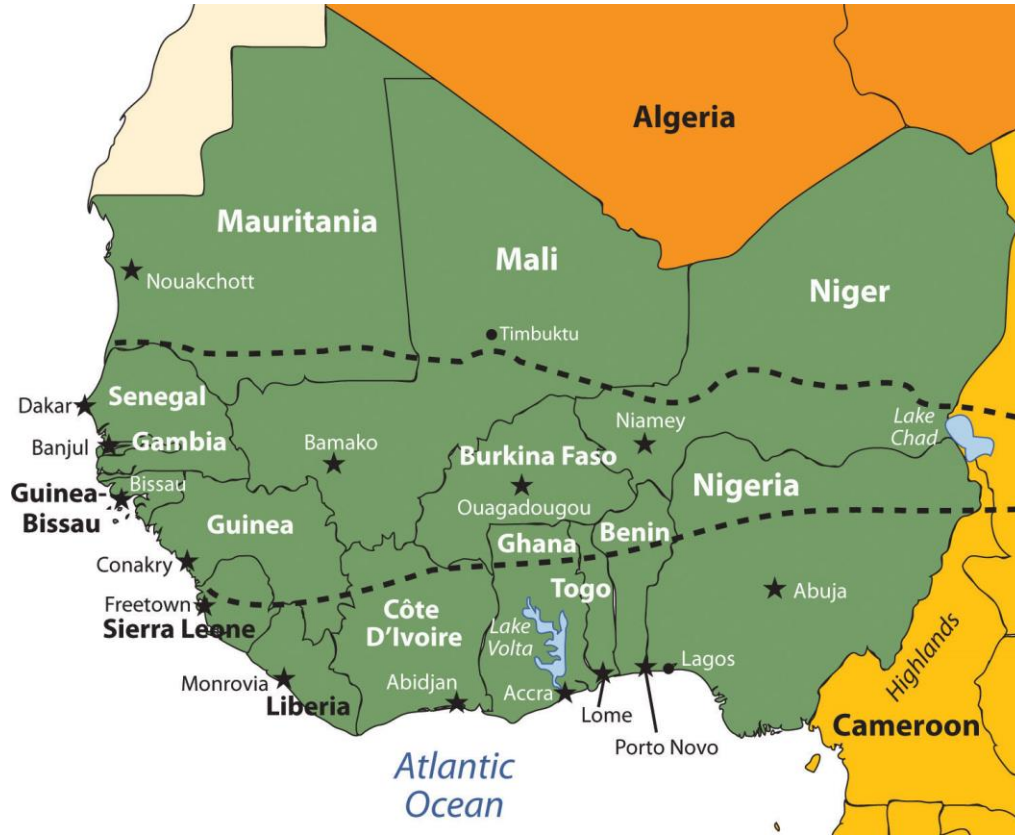 Algeria
Mauritania
Mali
Niger
Nouakchott
Timbuktu
Senegal
Dakar
Gambia
Banjul
Bamako
Niamey
Lake
Chad
Burkina Faso
Ouagadougou
Nigeria
Bissau
Guinea-
Bissau
Guinea
Ghana
Benin
Conakry
Togo
Abuja
Freetown
Sierra Leone
Côte
D'Ivoire
Lake
Volta
Highlands
Monrovia
Liberia
Abidjan
Accra
Lagos
Lome
Porto Novo
Cameroon
Atlantic
Ocean